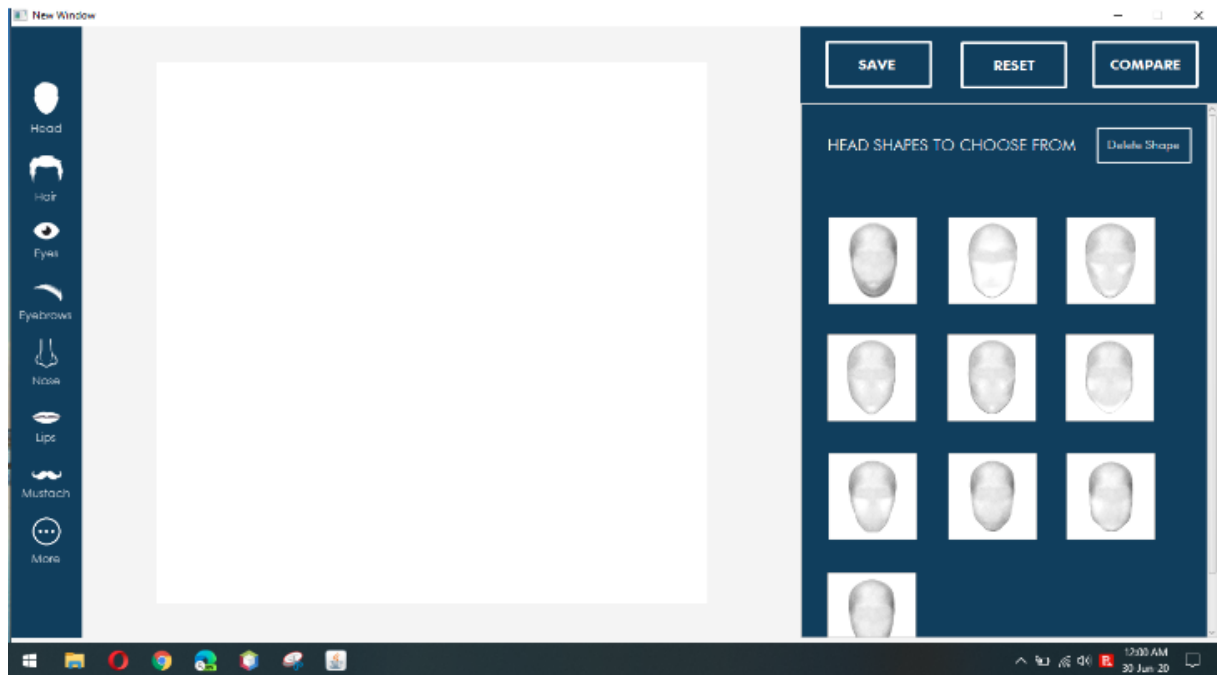 New Window
SAVE
RESET
COMPARE
HEAD SHAPES TO CHOOSE FROM
Delete Shape
Head
Hair
Eyes
Eyebrows
Nose
Lips
Mustach
More
12:00 AM
30-Jun-20